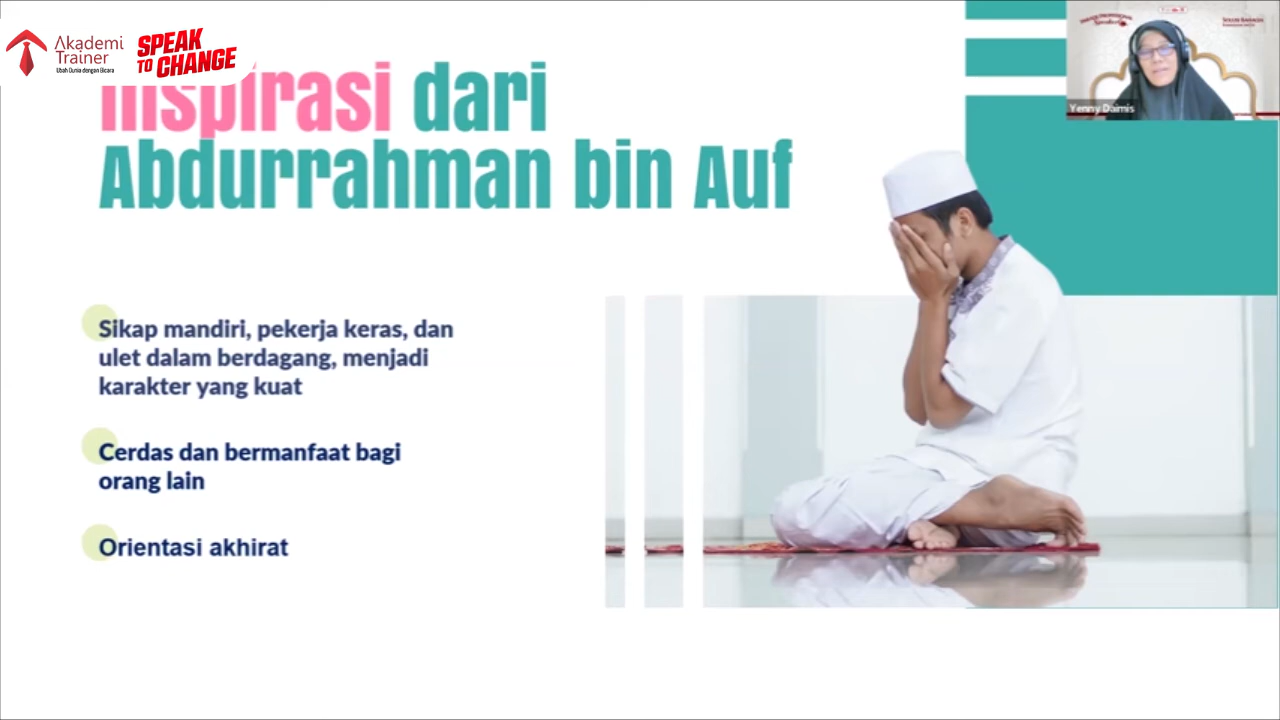 Akademi
Trainer
Ubah Dunia dengan Bicara
SPEAK
TO CHANGE
Inspirasi dari
Abdurrahman bin Auf
Sikap mandiri, pekerja keras, dan
ulet dalam berdagang, menjadi
karakter yang kuat
Cerdas dan bermanfaat bagi
orang lain
Orientasi akhirat
Yenny Daimis